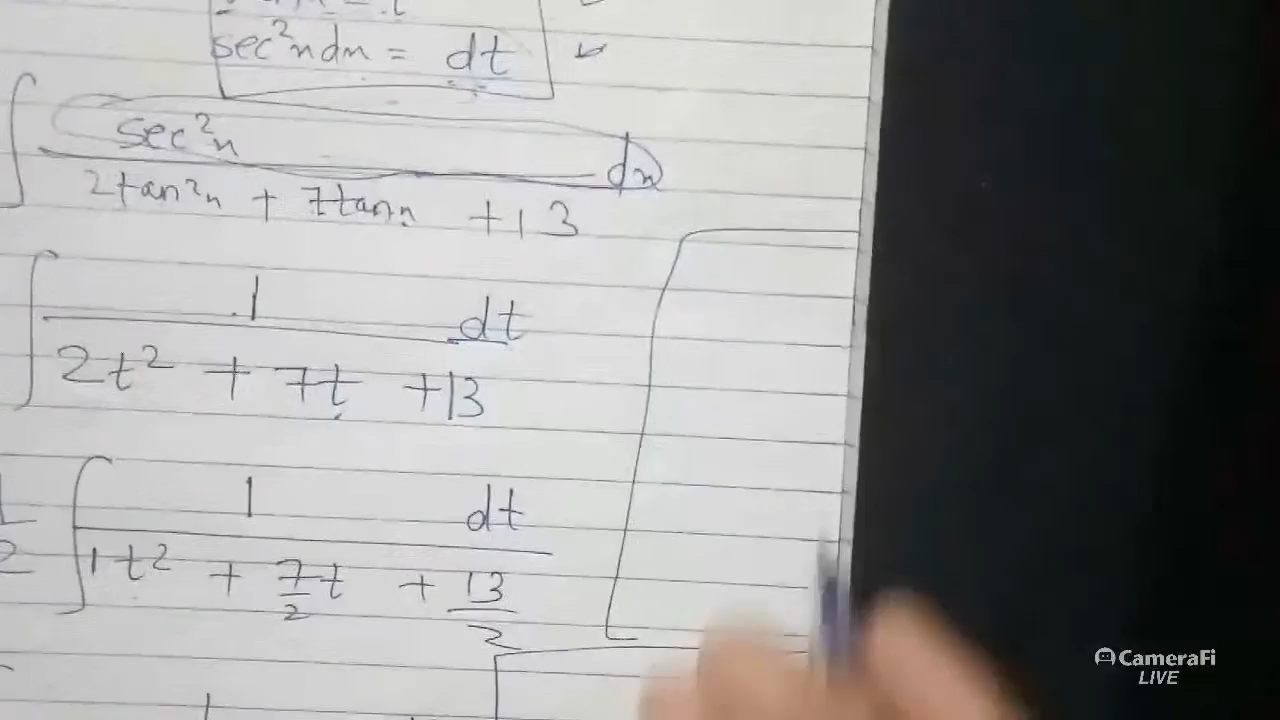 sec²x dx = dt
∫ sec²x / (2tan²x + 7tanx + 13) dx
∫ 1 / (2t² + 7t + 13) dt
1/2 ∫ 1 / (1t² + 7/2 t + 13/2) dt
CameraFi
LIVE